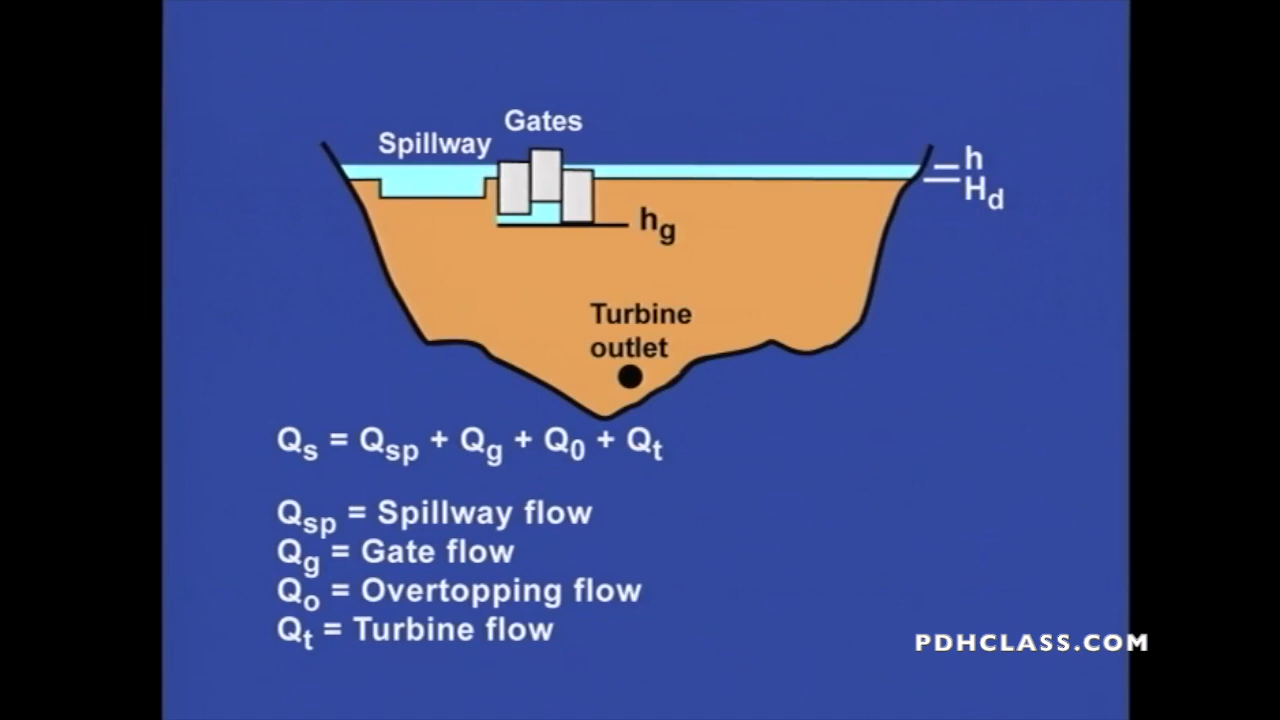 Gates
Spillway
h
Hd
hg
Turbine
outlet
Qs = Qsp + Qg + Q0 + Qt
Qsp = Spillway flow
Qg = Gate flow
Qo = Overtopping flow
Qt = Turbine flow
PDHCLASS.COM